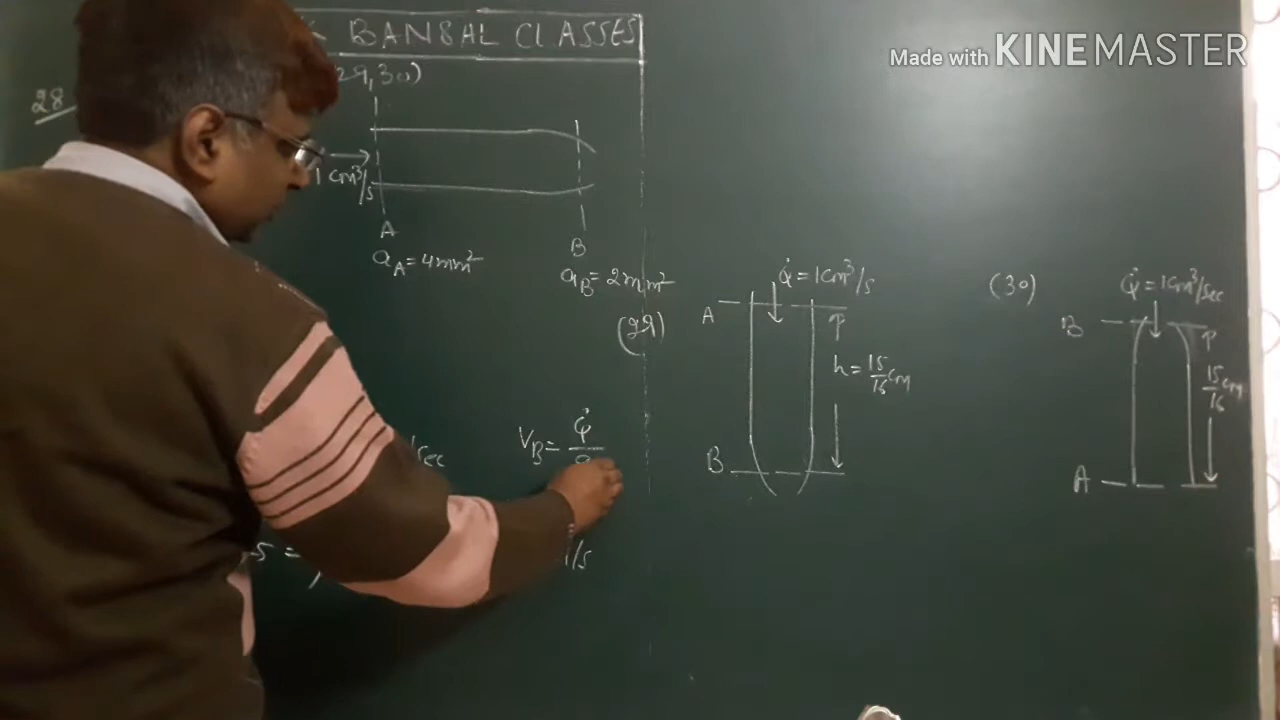 Made with KINEMASTER
BANSAL CLASSES
29,30)
28
1 cm³/s
A
B
a_A = 4mm²
a_B = 2mm²
(29)
Q̇ = 1cm³/s
A
P
h = 15/16 cm
B
(30)
Q̇ = 1cm³/sec
B
P
15/16 cm
A
V_B = Q̇
sec
/s